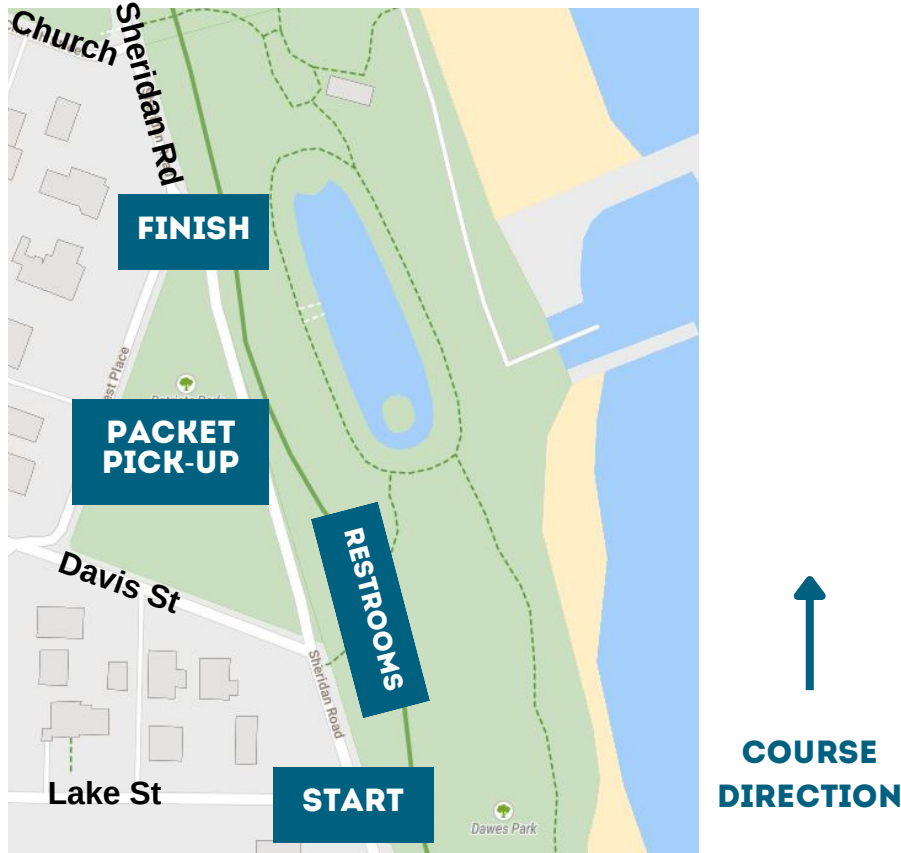 Church
Sheridan Rd
FINISH
PACKET
PICK-UP
RESTROOMS
Davis St
Sheridan Road
Lake St
START
Dawes Park
COURSE
DIRECTION